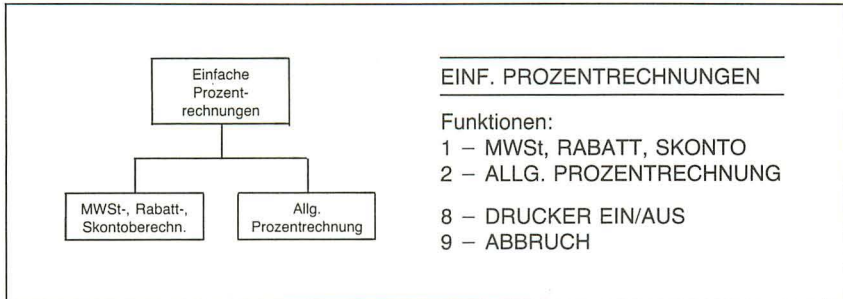 Einfache
Prozent-
rechnungen
MWSt-, Rabatt-,
Skontoberechn.
Allg.
Prozentrechnung
EINF. PROZENTRECHNUNGEN
Funktionen:
1 – MWSt, RABATT, SKONTO
2 – ALLG. PROZENTRECHNUNG
8 – DRUCKER EIN/AUS
9 – ABBRUCH